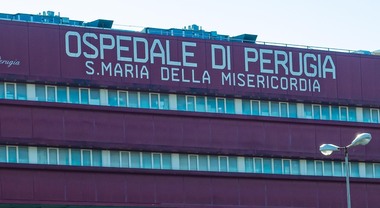 OSPEDALE DI PERUGIA
S.MARIA DELLA MISERICORDIA